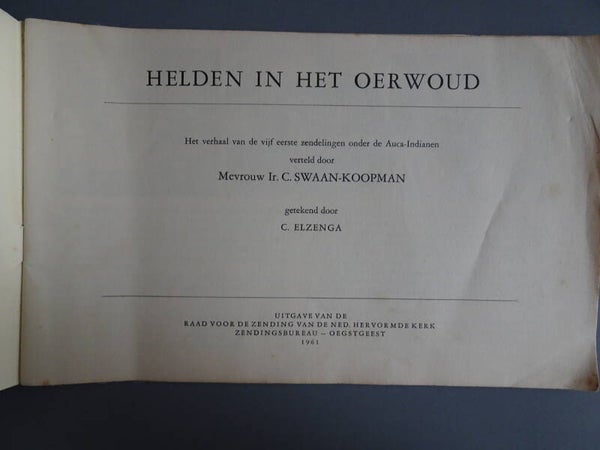 HELDEN IN HET OERWOUD
Het verhaal van de vijf eerste zendelingen onder de Auca-Indianen
verteld door
Mevrouw Ir. C. SWAAN-KOOPMAN
getekend door
C. ELZENGA
UITGAVE VAN DE
RAAD VOOR DE ZENDING VAN DE NED. HERVORMDE KERK
ZENDINGSBUREAU – OEGSTGEEST
1961